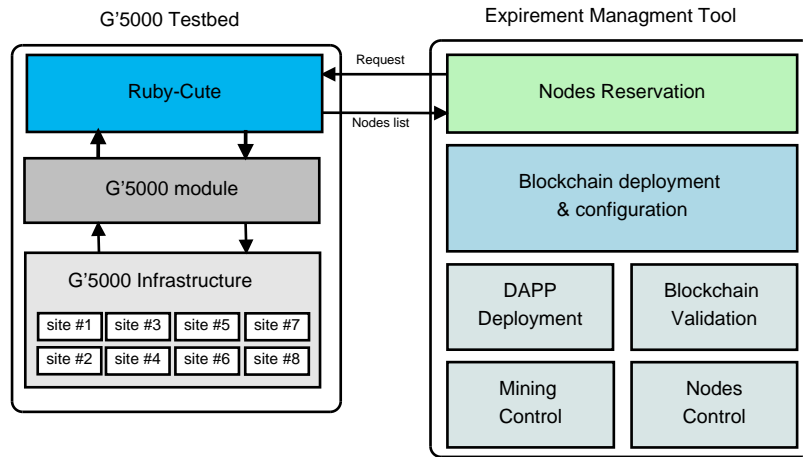 G'5000 Testbed
Expirement Managment Tool
Ruby-Cute
Request
Nodes list
Nodes Reservation
G'5000 module
Blockchain deployment
& configuration
G'5000 Infrastructure
site #1
site #3
site #5
site #7
site #2
site #4
site #6
site #8
DAPP
Deployment
Blockchain
Validation
Mining
Control
Nodes
Control